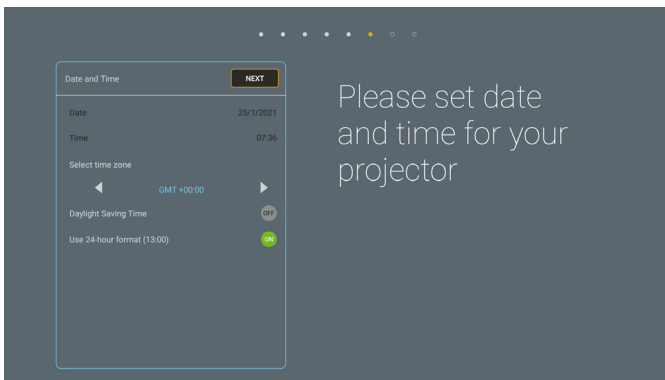 Date and Time
NEXT
Date
25/1/2021
Time
07:36
Select time zone
GMT +00:00
Daylight Saving Time
OFF
Use 24-hour format (13:00)
ON
Please set date
and time for your
projector